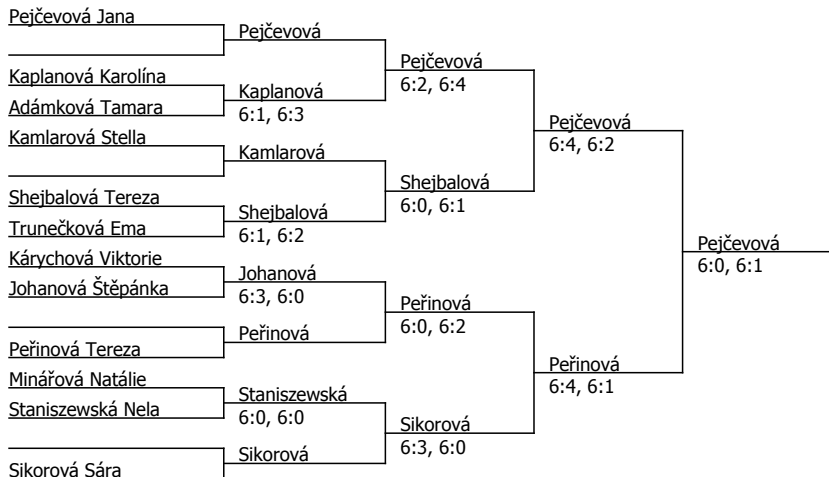 Pejčevová Jana
Pejčevová
Pejčevová
6:2, 6:4
Kaplanová Karolína
Kaplanová
6:1, 6:3
Adámková Tamara
Pejčevová
6:4, 6:2
Kamlarová Stella
Kamlarová
Shejbalová
6:0, 6:1
Shejbalová Tereza
Shejbalová
6:1, 6:2
Trunečková Ema
Pejčevová
6:0, 6:1
Kárychová Viktorie
Johanová
6:3, 6:0
Johanová Štěpánka
Peřinová
6:0, 6:2
Peřinová
Peřinová Tereza
Peřinová
6:4, 6:1
Minářová Natálie
Staniszewská
6:0, 6:0
Staniszewská Nela
Sikorová
6:3, 6:0
Sikorová
Sikorová Sára